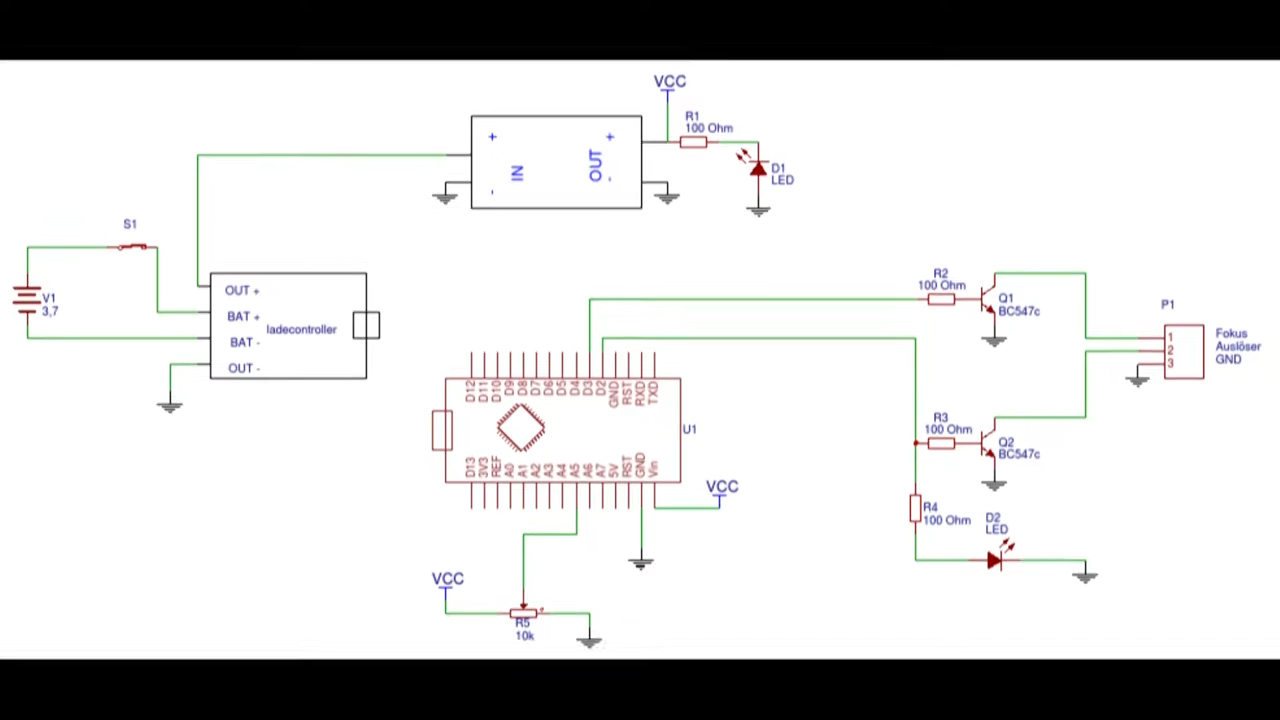 VCC
R1
100 Ohm
+
+
IN
OUT
-
-
D1
LED
S1
V1
3,7
OUT +
BAT +
BAT -
OUT -
ladecontroller
R2
100 Ohm
Q1
BC547c
P1
1
2
3
Fokus
Auslöser
GND
D12 D11 D10 D9 D8 D7 D6 D5 D4 D3 D2 GND RST RXD TXD
U1
D13 3V3 REF A0 A1 A2 A3 A4 A5 A6 A7 5V RST GND Vin
R3
100 Ohm
Q2
BC547c
VCC
R4
100 Ohm
D2
LED
VCC
R5
10k